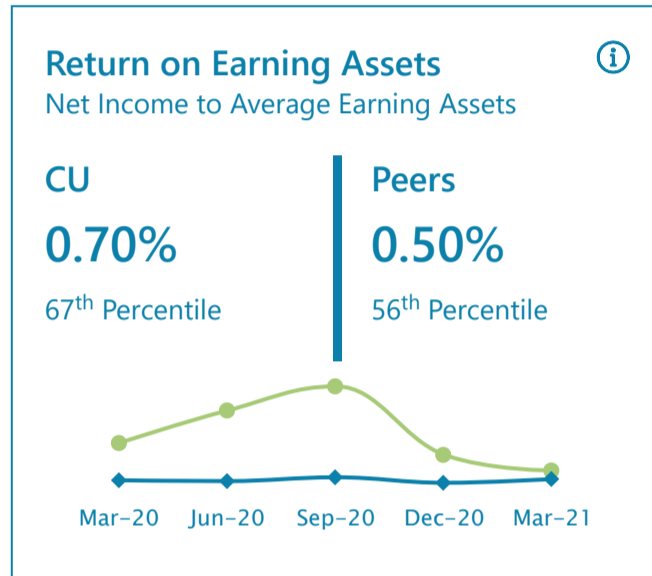 Return on Earning Assets
Net Income to Average Earning Assets
CU
0.70%
67th Percentile
Peers
0.50%
56th Percentile
Mar-20 Jun-20 Sep-20 Dec-20 Mar-21